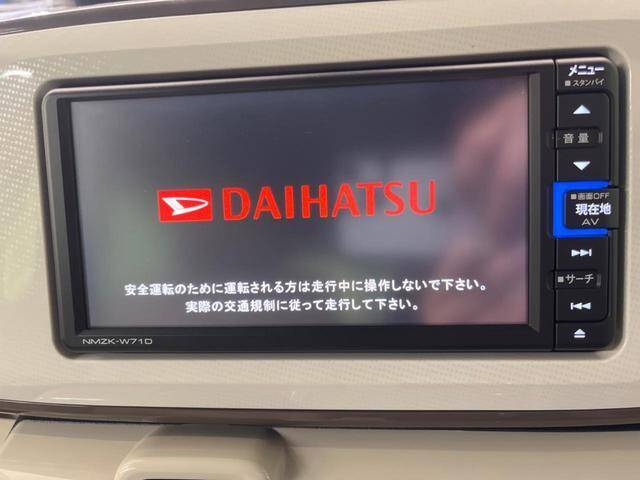 DAIHATSU
安全運転のために運転される方は走行中に操作しないで下さい。
実際の交通規制に従って走行して下さい。
NMZK-W71D
メニュー
■スタンバイ
音量
■画面OFF
現在地
AV
■サーチ